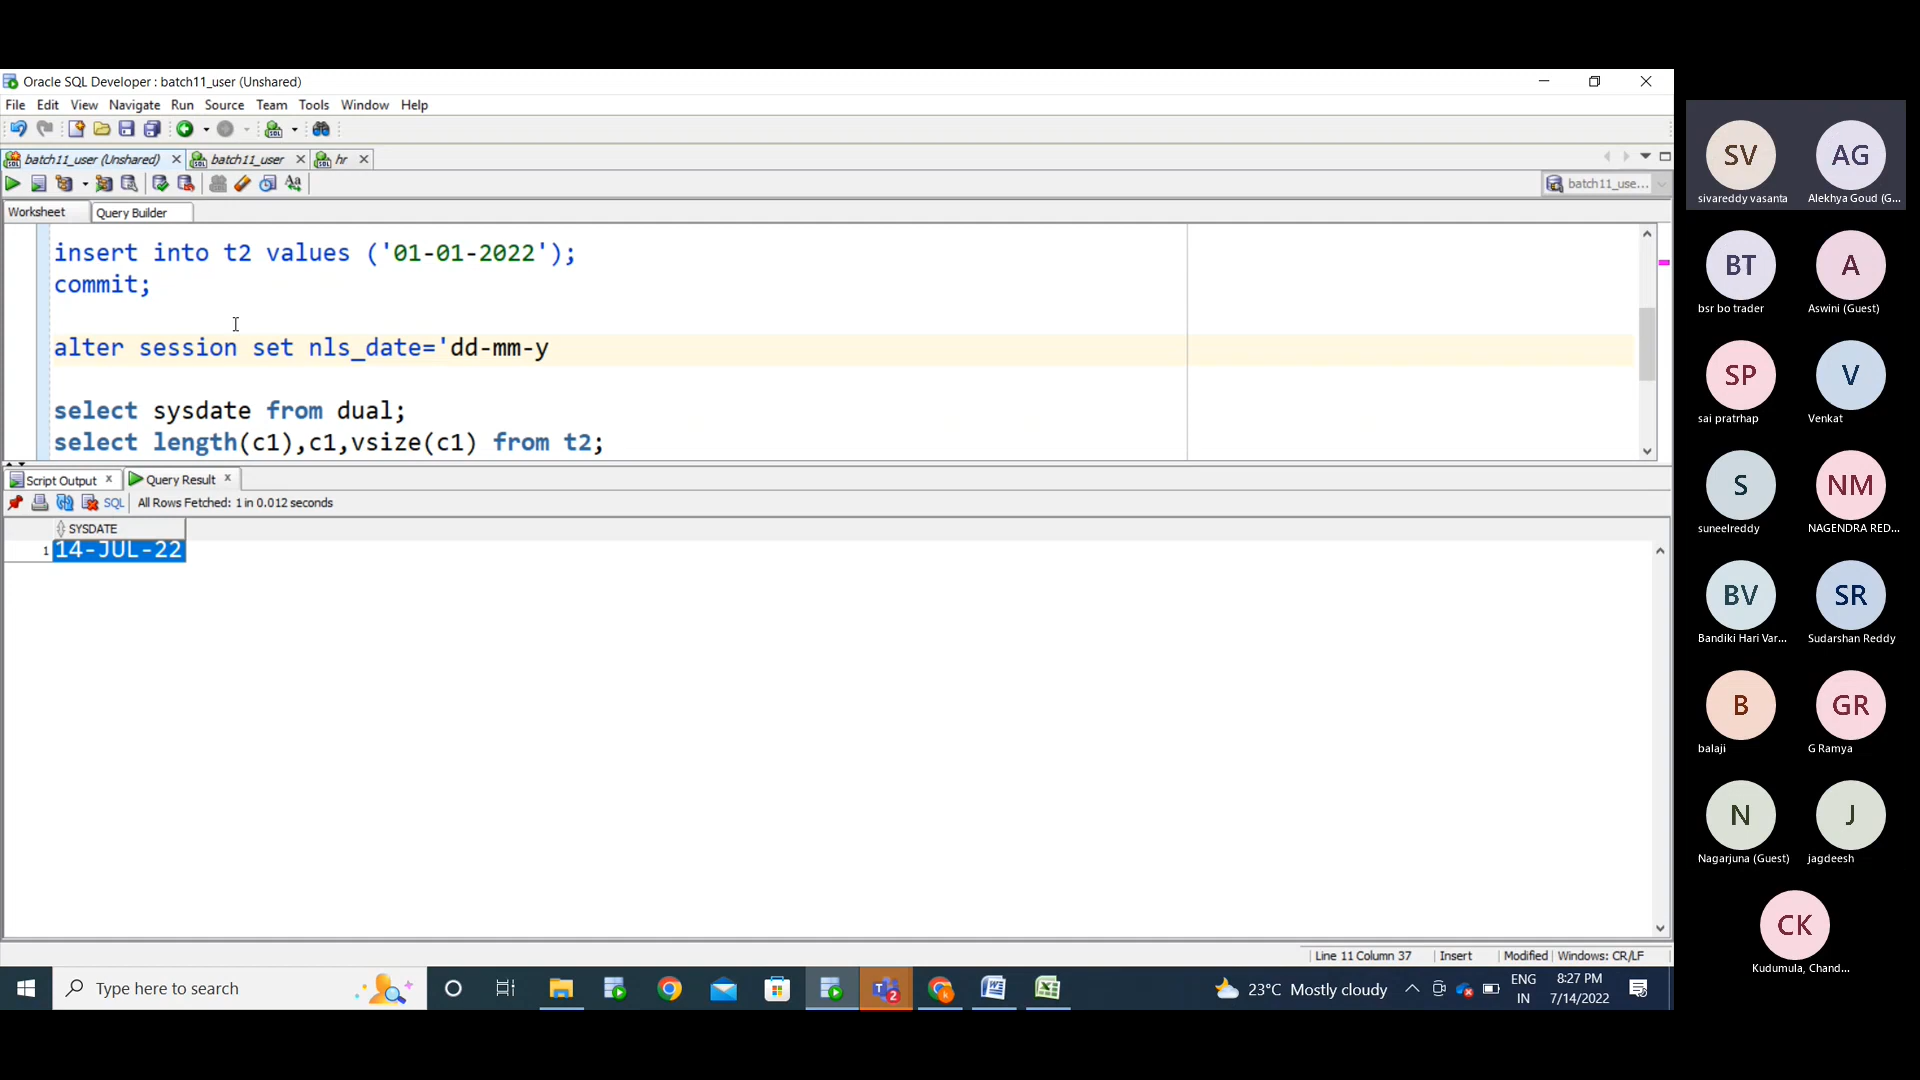 Oracle SQL Developer : batch11_user (Unshared)
File Edit View Navigate Run Source Team Tools Window Help
batch11_user (Unshared) batch11_user hr
batch11_use...
Worksheet Query Builder
insert into t2 values ('01-01-2022');
commit;
alter session set nls_date='dd-mm-y
select sysdate from dual;
select length(c1),c1,vsize(c1) from t2;
Script Output Query Result
SQL All Rows Fetched: 1 in 0.012 seconds
SYSDATE
1 14-JUL-22
Line 11 Column 37 Insert Modified Windows: CR/LF
Type here to search
2
23°C Mostly cloudy
ENG
IN
8:27 PM
7/14/2022
SV
sivareddy vasanta
AG
Alekhya Goud (G...
BT
bsr bo trader
A
Aswini (Guest)
SP
sai pratrhap
V
Venkat
S
suneelreddy
NM
NAGENDRA RED...
BV
Bandiki Hari Var...
SR
Sudarshan Reddy
B
balaji
GR
G Ramya
N
Nagarjuna (Guest)
J
jagdeesh
CK
Kudumula, Chand...